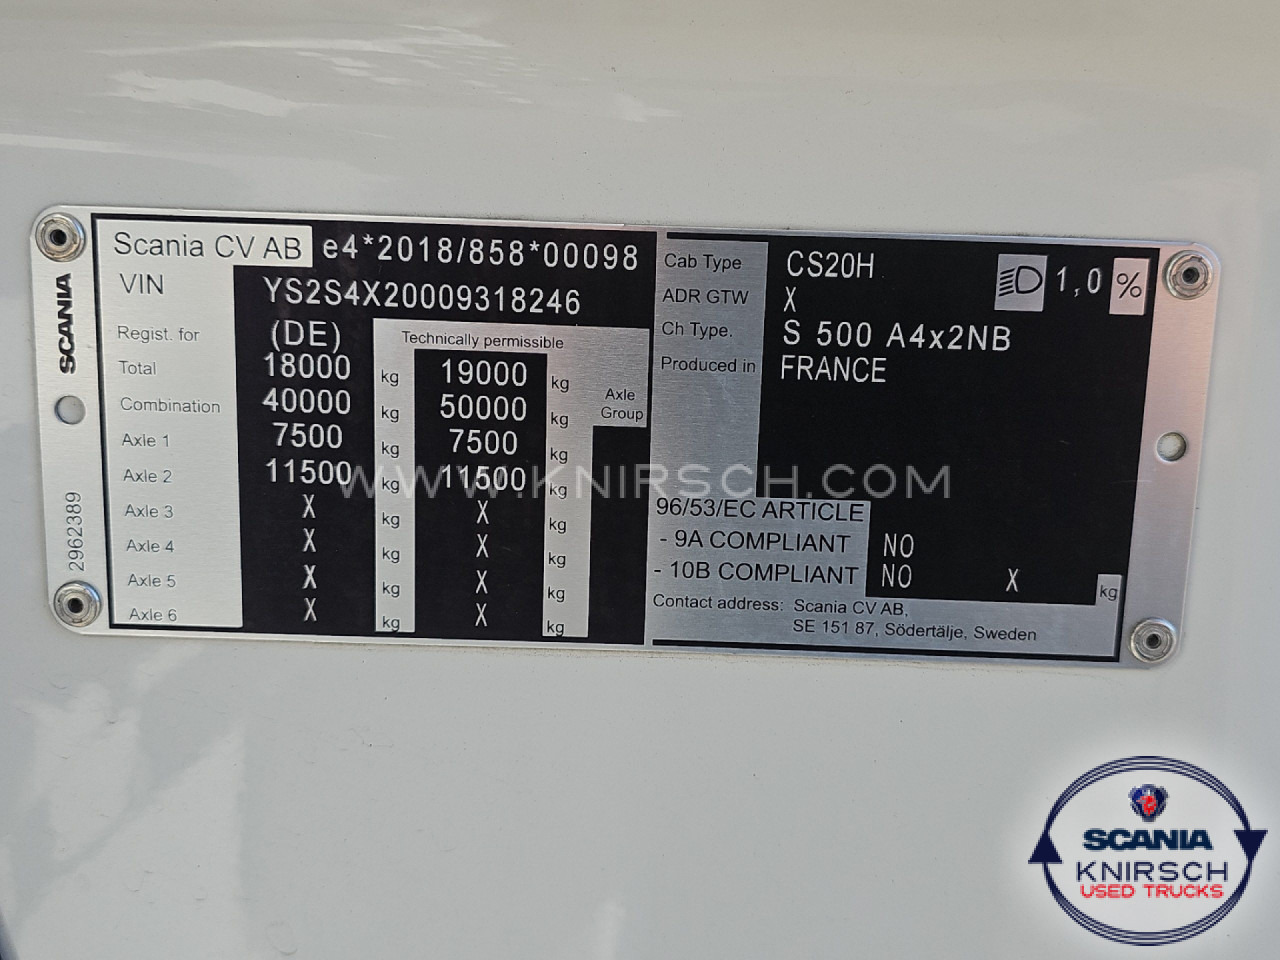 SCANIA
2962389
Scania CV AB e4*2018/858*00098
VIN YS2S4X20009318246
Regist. for (DE) Technically permissible
Total 18000 kg 19000 kg
Axle Group
Combination 40000 kg 50000 kg
Axle 1 7500 kg 7500 kg
Axle 2 11500 kg 11500 kg
Axle 3 X kg X kg
Axle 4 X kg X kg
Axle 5 X kg X kg
Axle 6 X kg X kg
Cab Type CS20H 1,0 %
ADR GTW X
Ch Type. S 500 A4x2NB
Produced in FRANCE
96/53/EC ARTICLE
- 9A COMPLIANT NO
- 10B COMPLIANT NO X kg
Contact address: Scania CV AB,
SE 151 87, Södertälje, Sweden
WWW.KNIRSCH.COM
SCANIA
KNIRSCH
USED TRUCKS